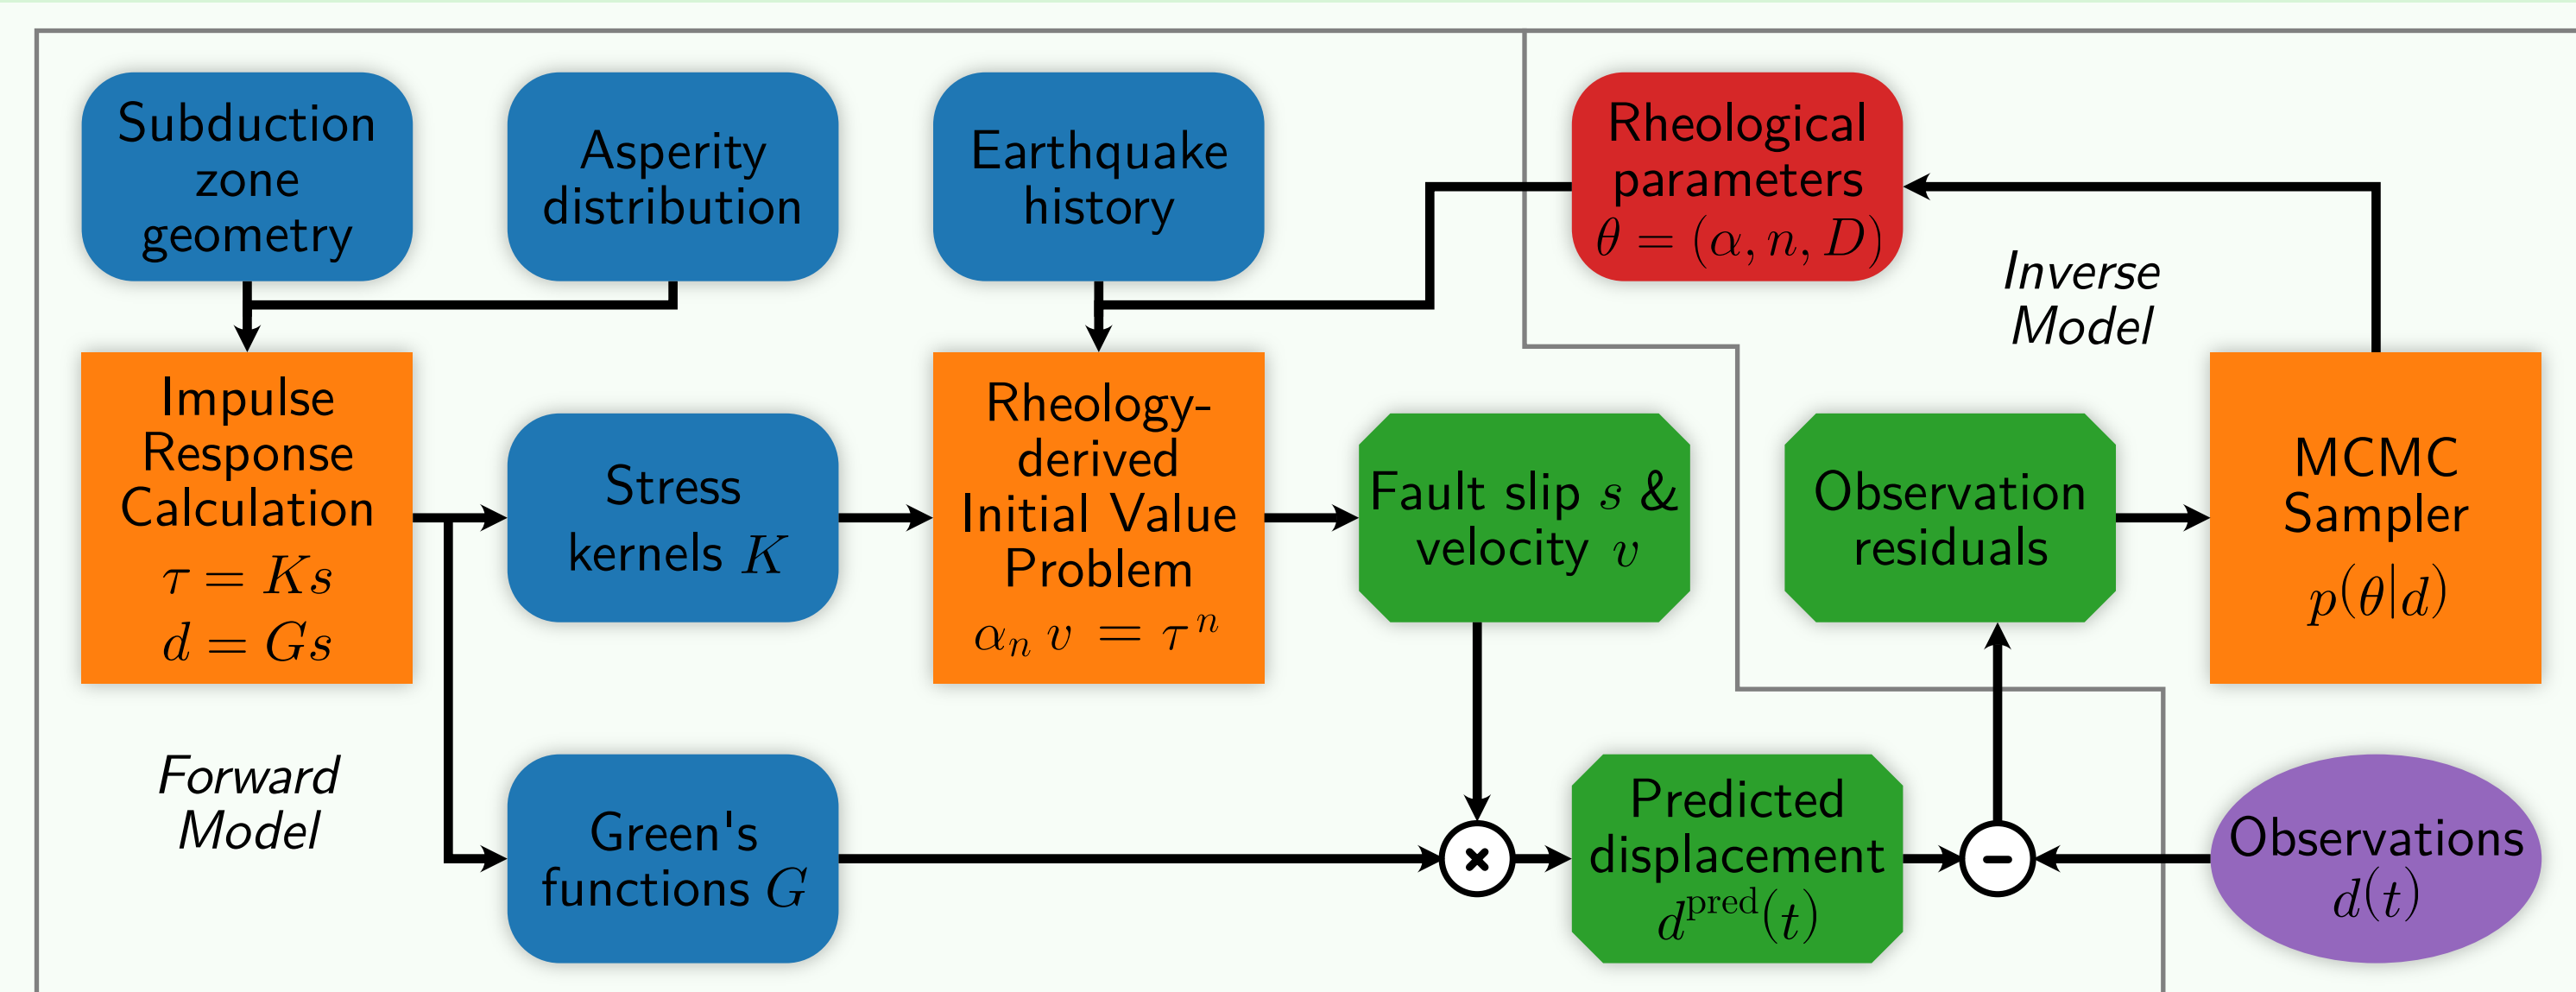 Subduction
zone
geometry
Asperity
distribution
Earthquake
history
Rheological
parameters
θ = (α, n, D)
Inverse
Model
Impulse
Response
Calculation
τ = Ks
d = Gs
Stress
kernels K
Rheology-
derived
Initial Value
Problem
αₙ v = τⁿ
Fault slip s &
velocity v
Observation
residuals
MCMC
Sampler
p(θ|d)
Forward
Model
Green's
functions G
×
Predicted
displacement
d^pred(t)
−
Observations
d(t)